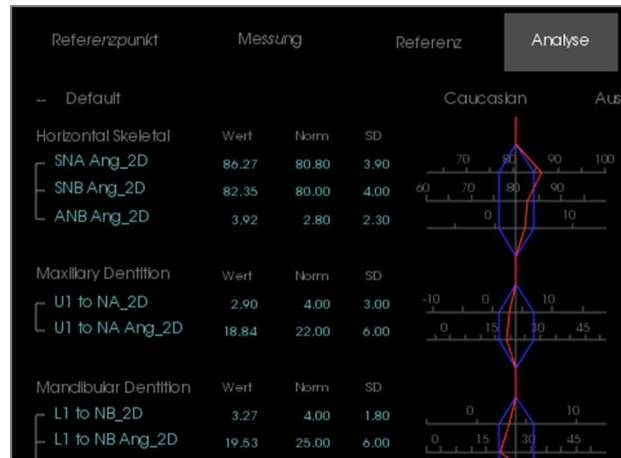 Referenzpunkt Messung Referenz Analyse
-- Default Caucasian Aus
Horizontal Skeletal Wert Norm SD
SNA Ang_2D 86.27 80.80 3.90 70 80 90 100
SNB Ang_2D 82.35 80.00 4.00 60 70 80 90
ANB Ang_2D 3.92 2.80 2.30 0 10
Maxillary Dentition Wert Norm SD
U1 to NA_2D 2.90 4.00 3.00 -10 0 10
U1 to NA Ang_2D 18.84 22.00 6.00 0 15 30 45
Mandibular Dentition Wert Norm SD
L1 to NB_2D 3.27 4.00 1.80 0 10
L1 to NB Ang_2D 19.53 25.00 6.00 0 15 30 45